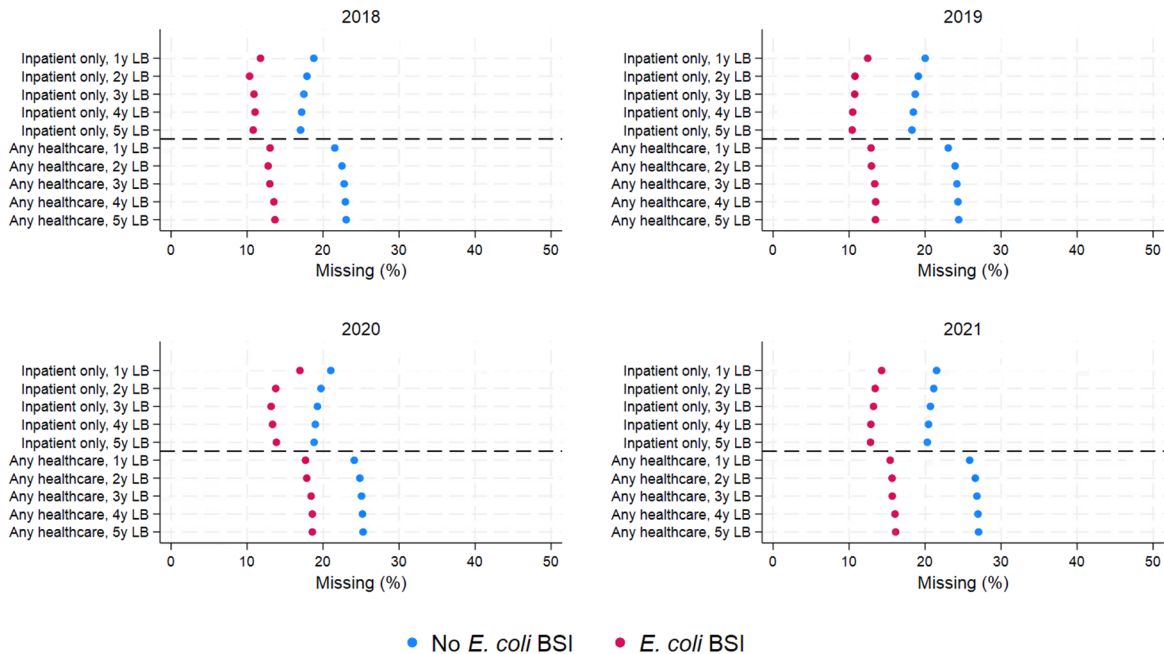 2018
Inpatient only, 1y LB
Inpatient only, 2y LB
Inpatient only, 3y LB
Inpatient only, 4y LB
Inpatient only, 5y LB
Any healthcare, 1y LB
Any healthcare, 2y LB
Any healthcare, 3y LB
Any healthcare, 4y LB
Any healthcare, 5y LB
0 10 20 30 40 50
Missing (%)
2019
Inpatient only, 1y LB
Inpatient only, 2y LB
Inpatient only, 3y LB
Inpatient only, 4y LB
Inpatient only, 5y LB
Any healthcare, 1y LB
Any healthcare, 2y LB
Any healthcare, 3y LB
Any healthcare, 4y LB
Any healthcare, 5y LB
0 10 20 30 40 50
Missing (%)
2020
Inpatient only, 1y LB
Inpatient only, 2y LB
Inpatient only, 3y LB
Inpatient only, 4y LB
Inpatient only, 5y LB
Any healthcare, 1y LB
Any healthcare, 2y LB
Any healthcare, 3y LB
Any healthcare, 4y LB
Any healthcare, 5y LB
0 10 20 30 40 50
Missing (%)
2021
Inpatient only, 1y LB
Inpatient only, 2y LB
Inpatient only, 3y LB
Inpatient only, 4y LB
Inpatient only, 5y LB
Any healthcare, 1y LB
Any healthcare, 2y LB
Any healthcare, 3y LB
Any healthcare, 4y LB
Any healthcare, 5y LB
0 10 20 30 40 50
Missing (%)
No E. coli BSI E. coli BSI